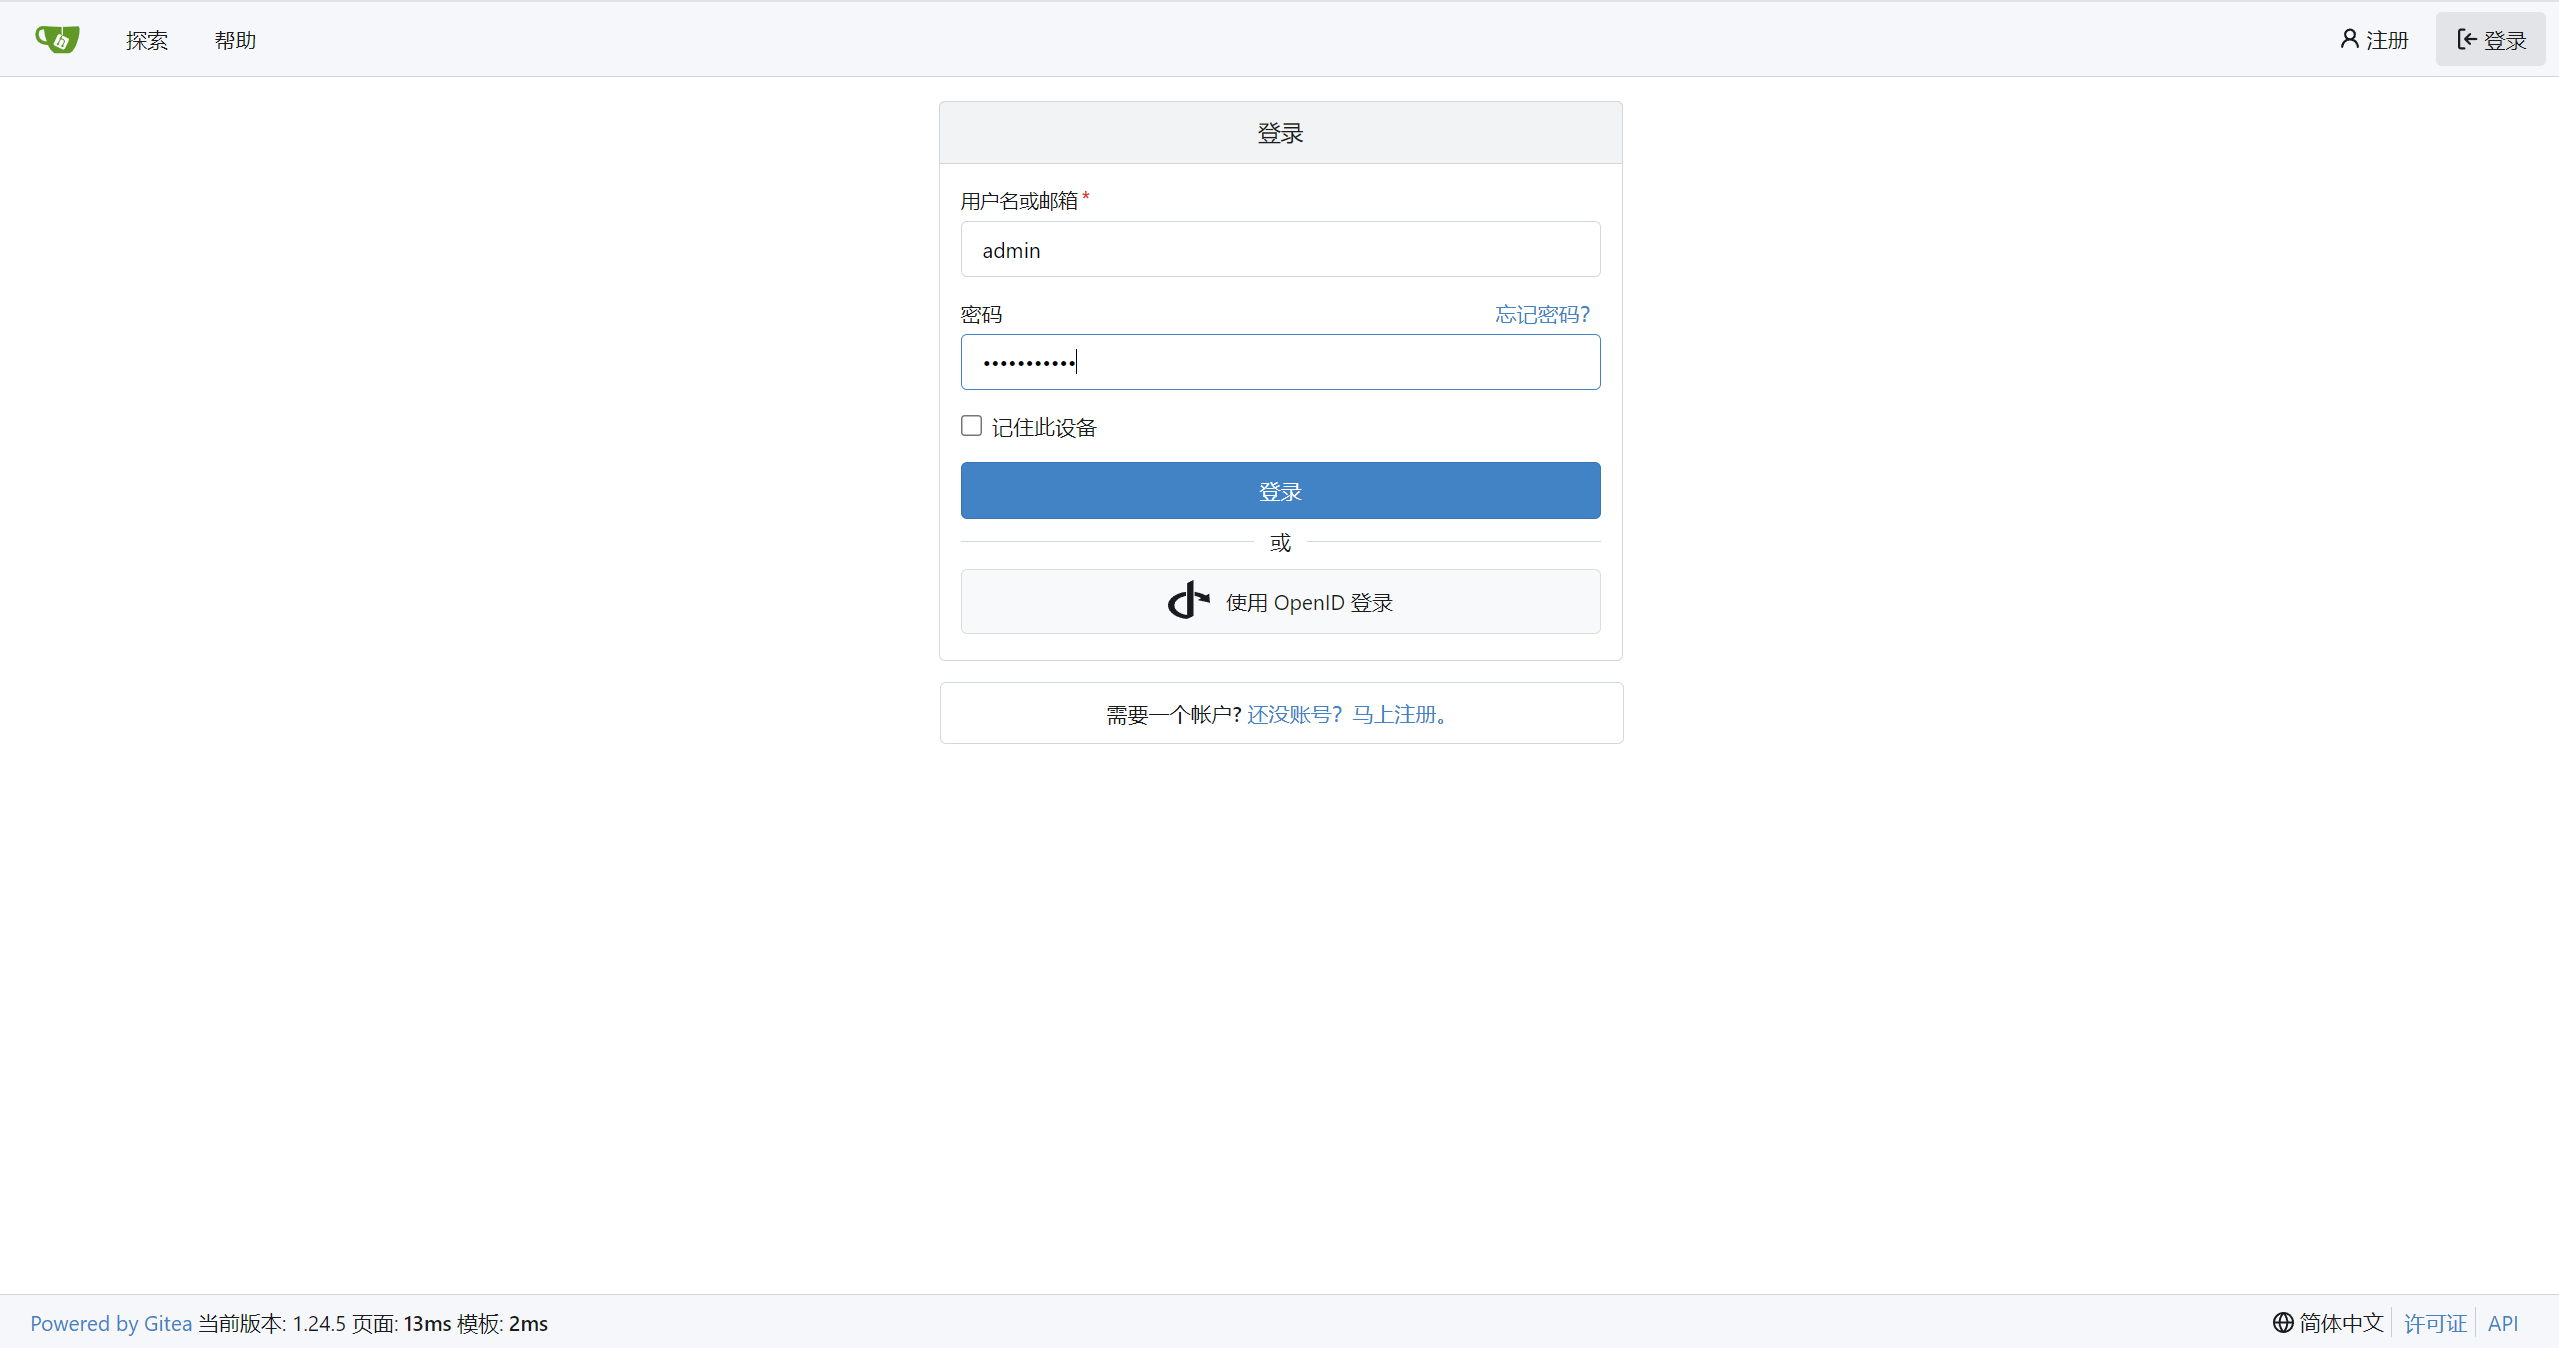 探索 帮助 注册 登录
登录
用户名或邮箱*
admin
密码 忘记密码?
•••••••••••
记住此设备
登录
或
使用 OpenID 登录
需要一个帐户? 还没账号？马上注册。
Powered by Gitea 当前版本: 1.24.5 页面: 13ms 模板: 2ms 简体中文 许可证 API